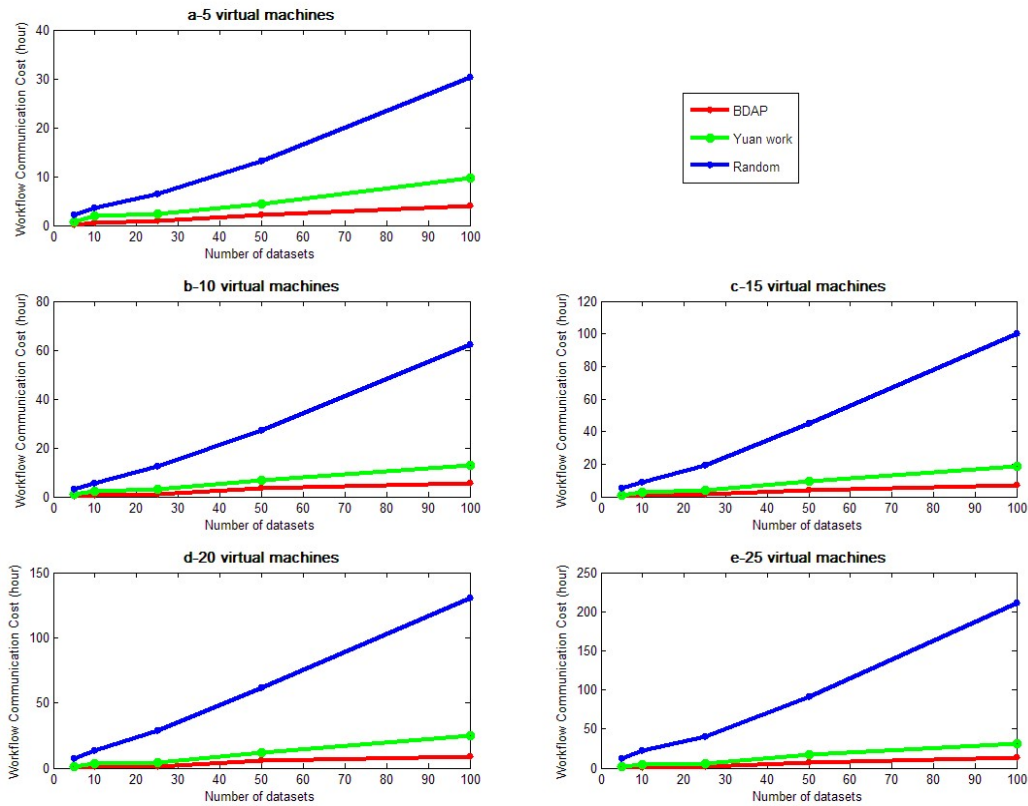 a-5 virtual machines
Workflow Communication Cost (hour)
40
30
20
10
0
0 10 20 30 40 50 60 70 80 90 100
Number of datasets
BDAP
Yuan work
Random
b-10 virtual machines
Workflow Communication Cost (hour)
80
60
40
20
0
0 10 20 30 40 50 60 70 80 90 100
Number of datasets
c-15 virtual machines
Workflow Communication Cost (hour)
120
100
80
60
40
20
0
0 10 20 30 40 50 60 70 80 90 100
Number of datasets
d-20 virtual machines
Workflow Communication Cost (hour)
150
100
50
0
0 10 20 30 40 50 60 70 80 90 100
Number of datasets
e-25 virtual machines
Workflow Communication Cost (hour)
250
200
150
100
50
0
0 10 20 30 40 50 60 70 80 90 100
Number of datasets